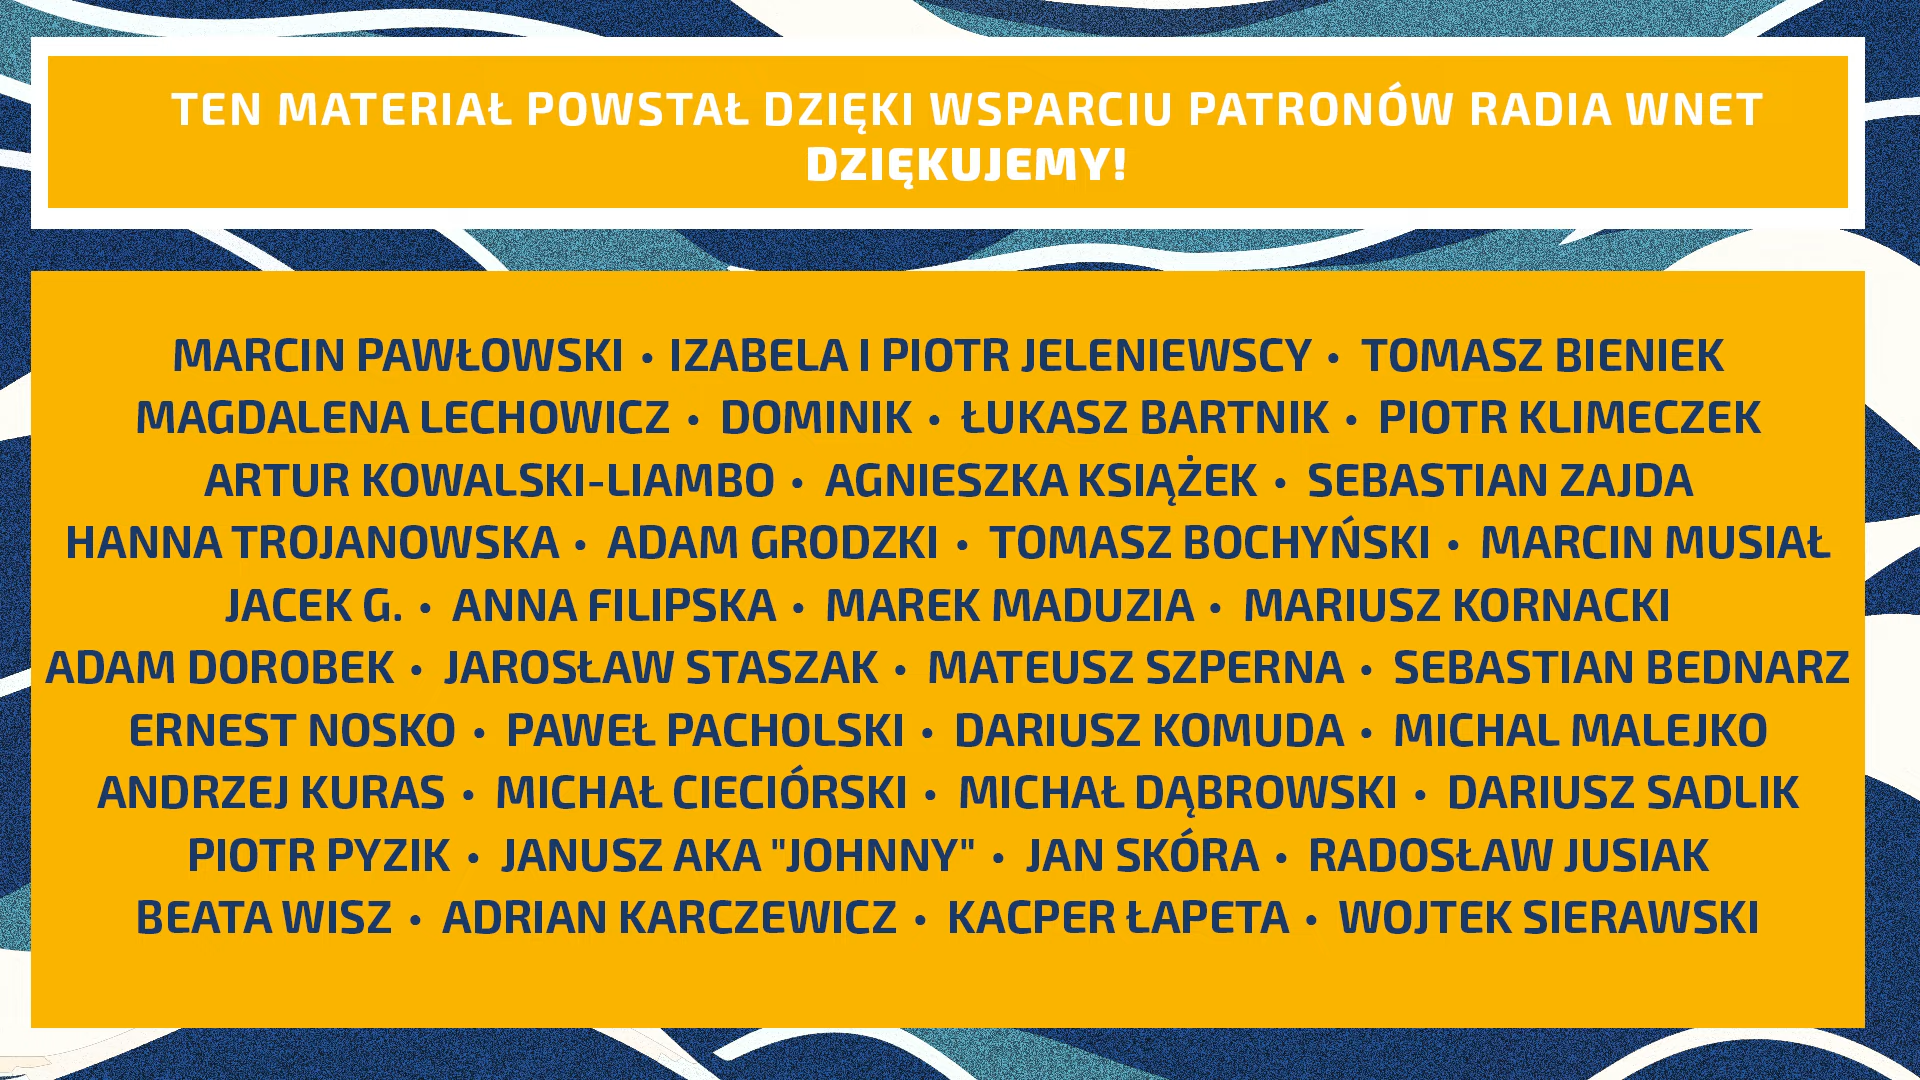 TEN MATERIAŁ POWSTAŁ DZIĘKI WSPARCIU PATRONÓW RADIA WNET
DZIĘKUJEMY!
MARCIN PAWŁOWSKI • IZABELA I PIOTR JELENIEWSCY • TOMASZ BIENIEK
MAGDALENA LECHOWICZ • DOMINIK • ŁUKASZ BARTNIK • PIOTR KLIMECZEK
ARTUR KOWALSKI-LIAMBO • AGNIESZKA KSIĄŻEK • SEBASTIAN ZAJDA
HANNA TROJANOWSKA • ADAM GRODZKI • TOMASZ BOCHYŃSKI • MARCIN MUSIAŁ
JACEK G. • ANNA FILIPSKA • MAREK MADUZIA • MARIUSZ KORNACKI
ADAM DOROBEK • JAROSŁAW STASZAK • MATEUSZ SZPERNA • SEBASTIAN BEDNARZ
ERNEST NOSKO • PAWEŁ PACHOLSKI • DARIUSZ KOMUDA • MICHAL MALEJKO
ANDRZEJ KURAS • MICHAŁ CIECIÓRSKI • MICHAŁ DĄBROWSKI • DARIUSZ SADLIK
PIOTR PYZIK • JANUSZ AKA "JOHNNY" • JAN SKÓRA • RADOSŁAW JUSIAK
BEATA WISZ • ADRIAN KARCZEWICZ • KACPER ŁAPETA • WOJTEK SIERAWSKI